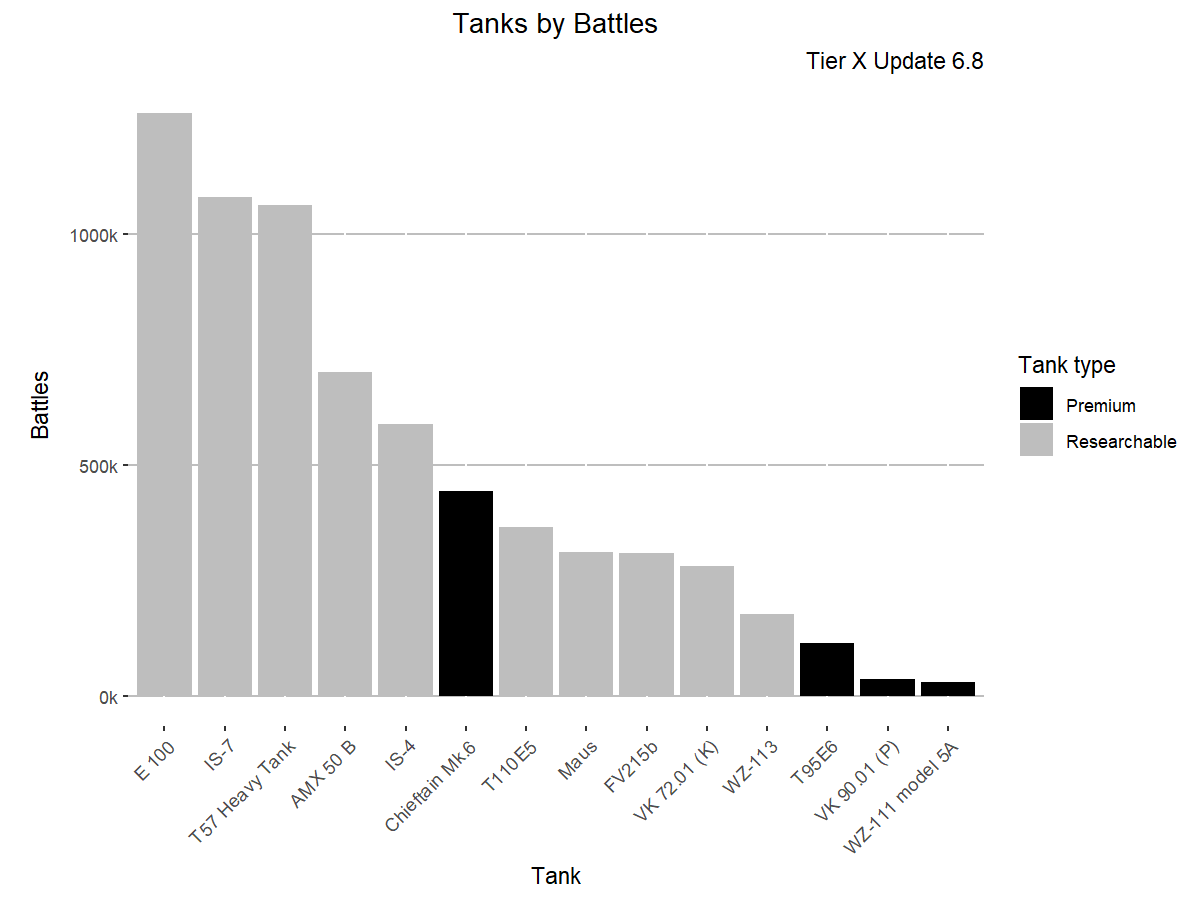 Tanks by Battles
Tier X Update 6.8
Battles
1000k
500k
0k
E 100
IS-7
T57 Heavy Tank
AMX 50 B
IS-4
Chieftain Mk.6
T110E5
Maus
FV215b
VK 72.01 (K)
WZ-113
T95E6
VK 90.01 (P)
WZ-111 model 5A
Tank
Tank type
Premium
Researchable